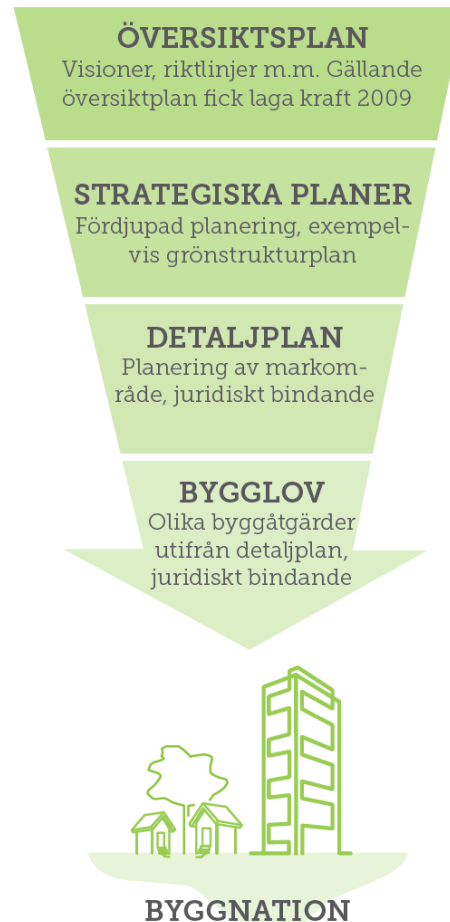 ÖVERSIKTSPLAN
Visioner, riktlinjer m.m. Gällande
översiktplan fick laga kraft 2009
STRATEGISKA PLANER
Fördjupad planering, exempel-
vis grönstrukturplan
DETALJPLAN
Planering av markom-
råde, juridiskt bindande
BYGGLOV
Olika byggåtgärder
utifrån detaljplan,
juridiskt bindande
BYGGNATION